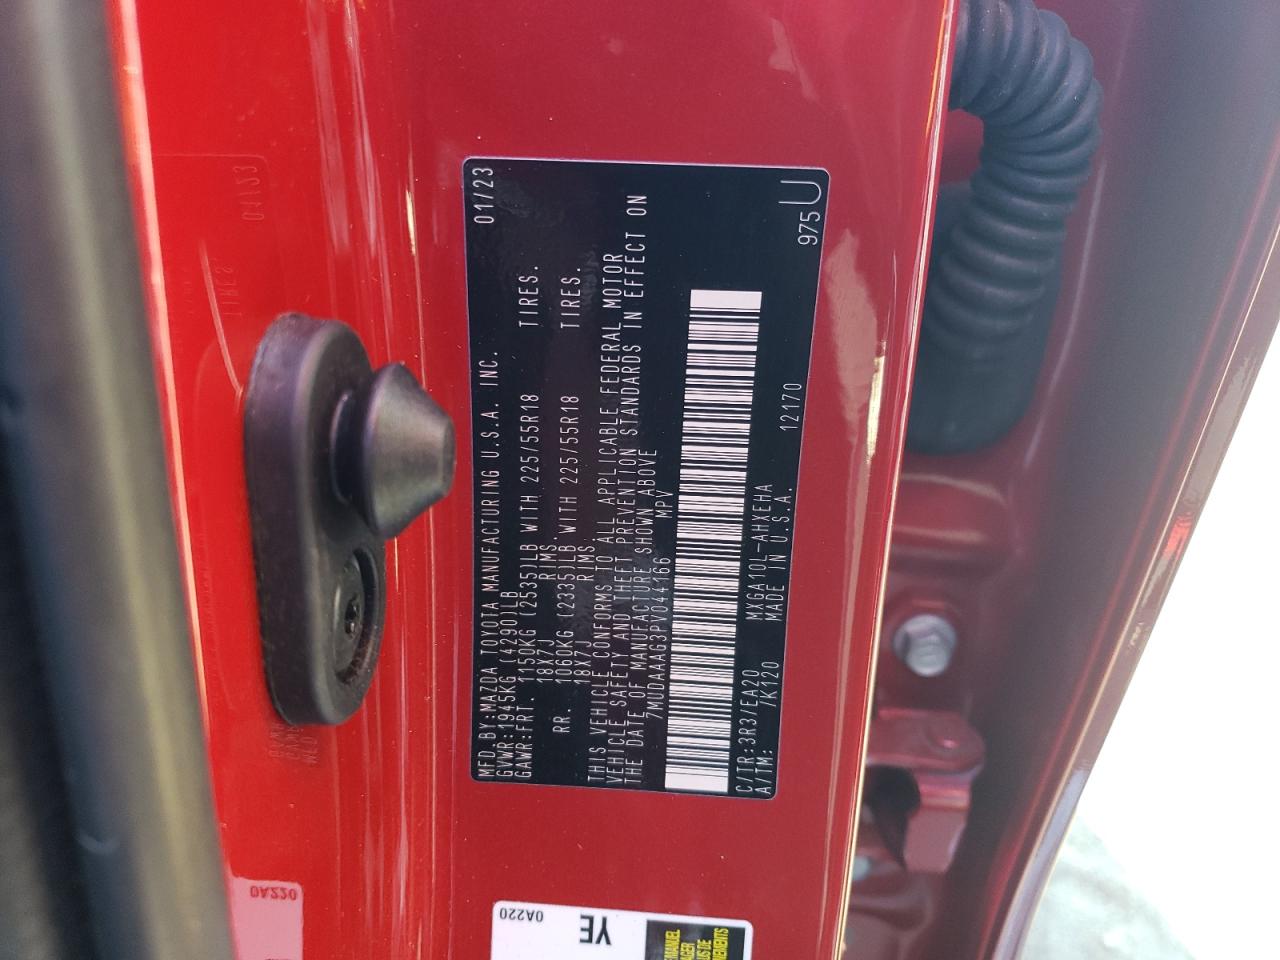 MFD.BY:MAZDA TOYOTA MANUFACTURING U.S.A. INC. 01/23
GVWR:1945KG (4290)LB
GAWR:FRT. 1150KG (2535)LB WITH 225/55R18 TIRES.
18X7J RIMS.
RR. 1060KG (2335)LB WITH 225/55R18 TIRES.
18X7J RIMS.
THIS VEHICLE CONFORMS TO ALL APPLICABLE FEDERAL MOTOR
VEHICLE SAFETY AND THEFT PREVENTION STANDARDS IN EFFECT ON
THE DATE OF MANUFACTURE SHOWN ABOVE
7MUDAAAG3PV044166 MPV
C/TR:3R3/EA20 MXGA10L-AHXEHA 12170 975U
A/TM: /K120 MADE IN U.S.A.
0A220
YE
0A220